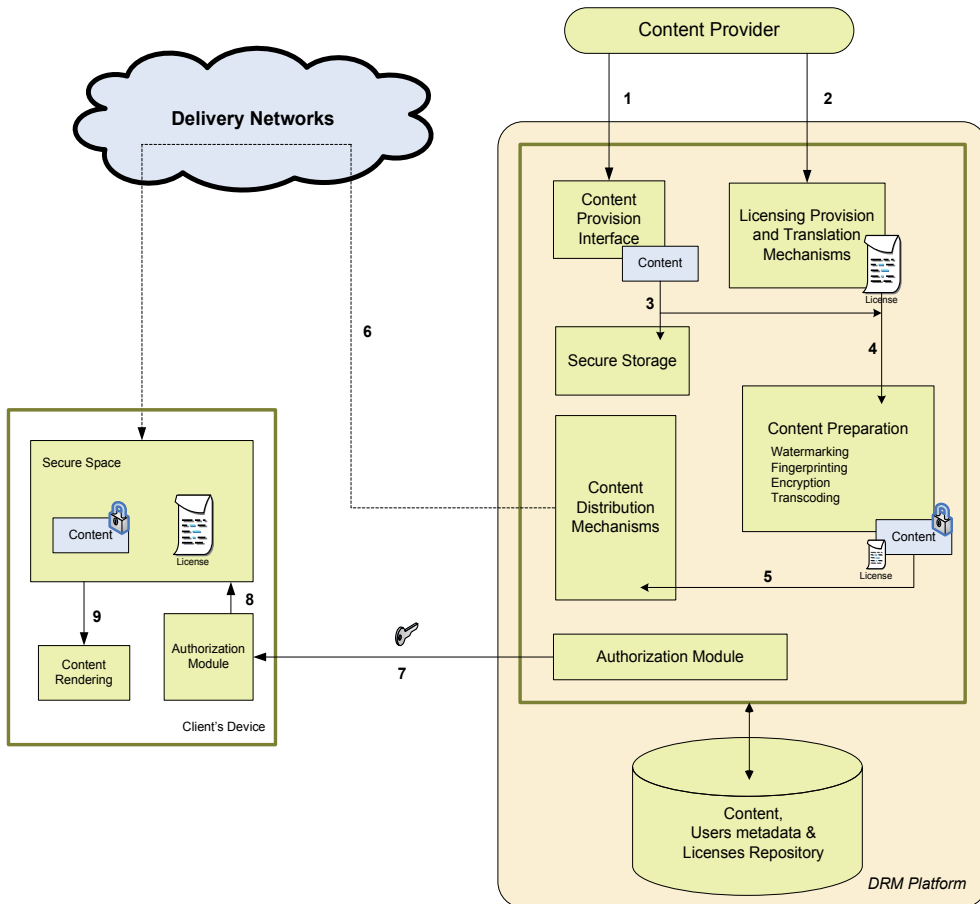 Content Provider
1
2
Delivery Networks
Content
Provision
Interface
Content
Licensing Provision
and Translation
Mechanisms
License
3
4
6
Secure Storage
Content Preparation
Watermarking
Fingerprinting
Encryption
Transcoding
Content
License
Content
Distribution
Mechanisms
5
Secure Space
Content
License
9
8
Content
Rendering
Authorization
Module
Client's Device
7
Authorization Module
Content,
Users metadata &
Licenses Repository
DRM Platform